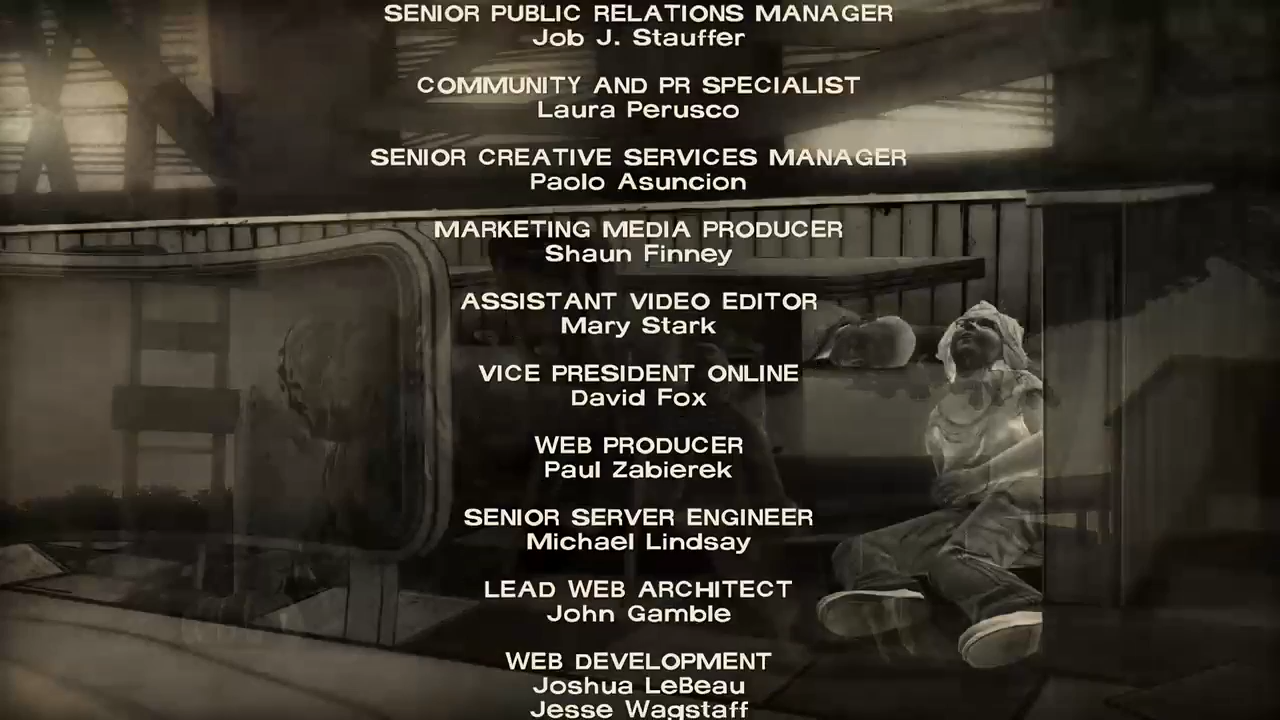 SENIOR PUBLIC RELATIONS MANAGER
Job J. Stauffer
COMMUNITY AND PR SPECIALIST
Laura Perusco
SENIOR CREATIVE SERVICES MANAGER
Paolo Asuncion
MARKETING MEDIA PRODUCER
Shaun Finney
ASSISTANT VIDEO EDITOR
Mary Stark
VICE PRESIDENT ONLINE
David Fox
WEB PRODUCER
Paul Zabierek
SENIOR SERVER ENGINEER
Michael Lindsay
LEAD WEB ARCHITECT
John Gamble
WEB DEVELOPMENT
Joshua LeBeau
Jesse Wagstaff